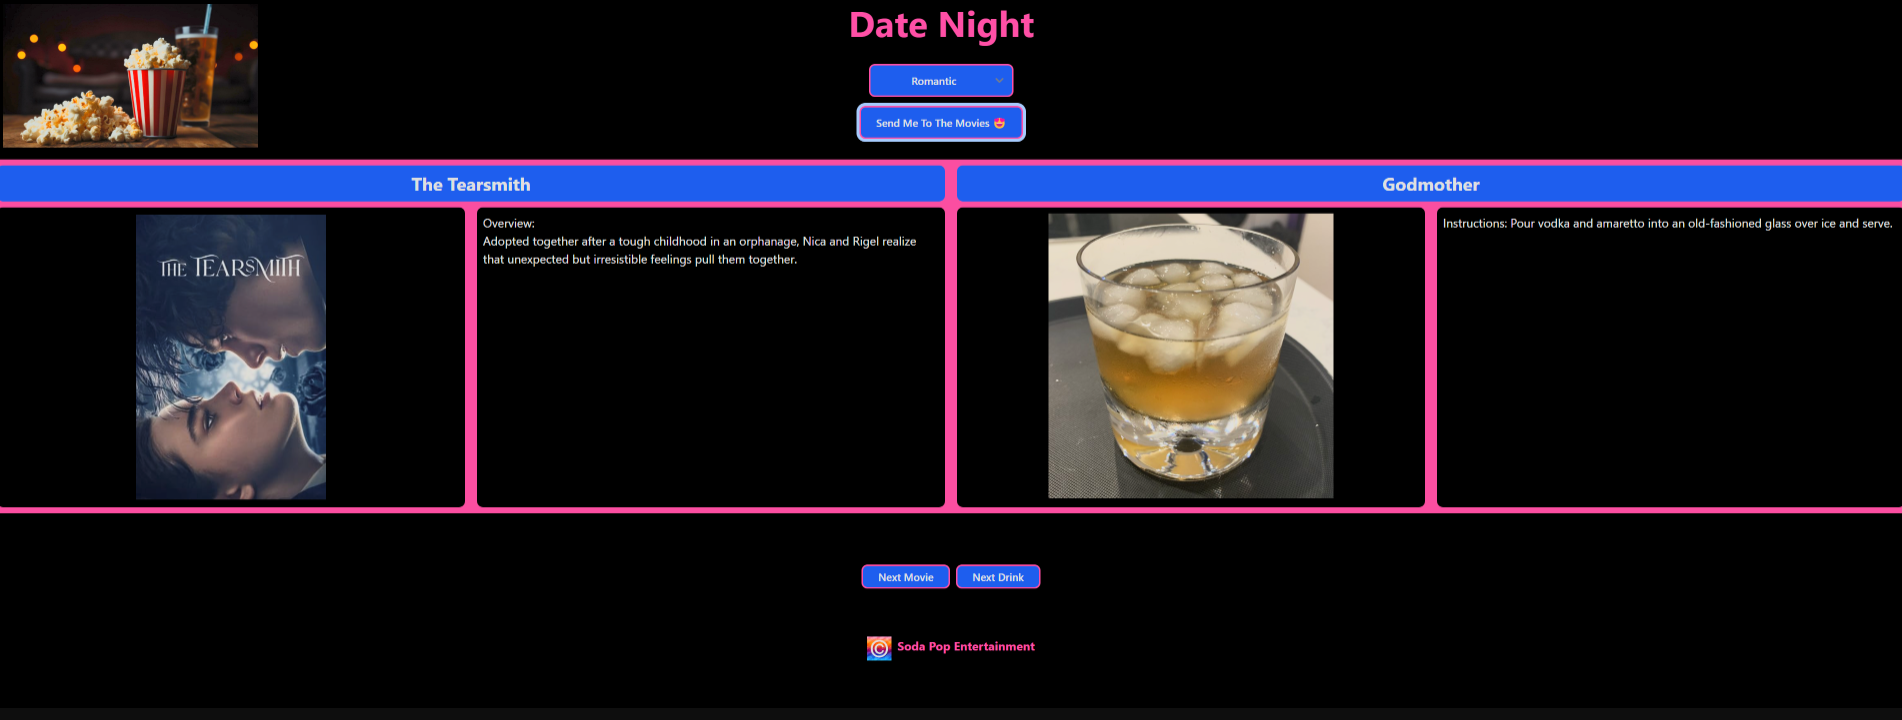 Date Night
Romantic
Send Me To The Movies 🤩
The Tearsmith
Godmother
THE TEARSMITH
Overview:
Adopted together after a tough childhood in an orphanage, Nica and Rigel realize
that unexpected but irresistible feelings pull them together.
Instructions: Pour vodka and amaretto into an old-fashioned glass over ice and serve.
Next Movie
Next Drink
© Soda Pop Entertainment